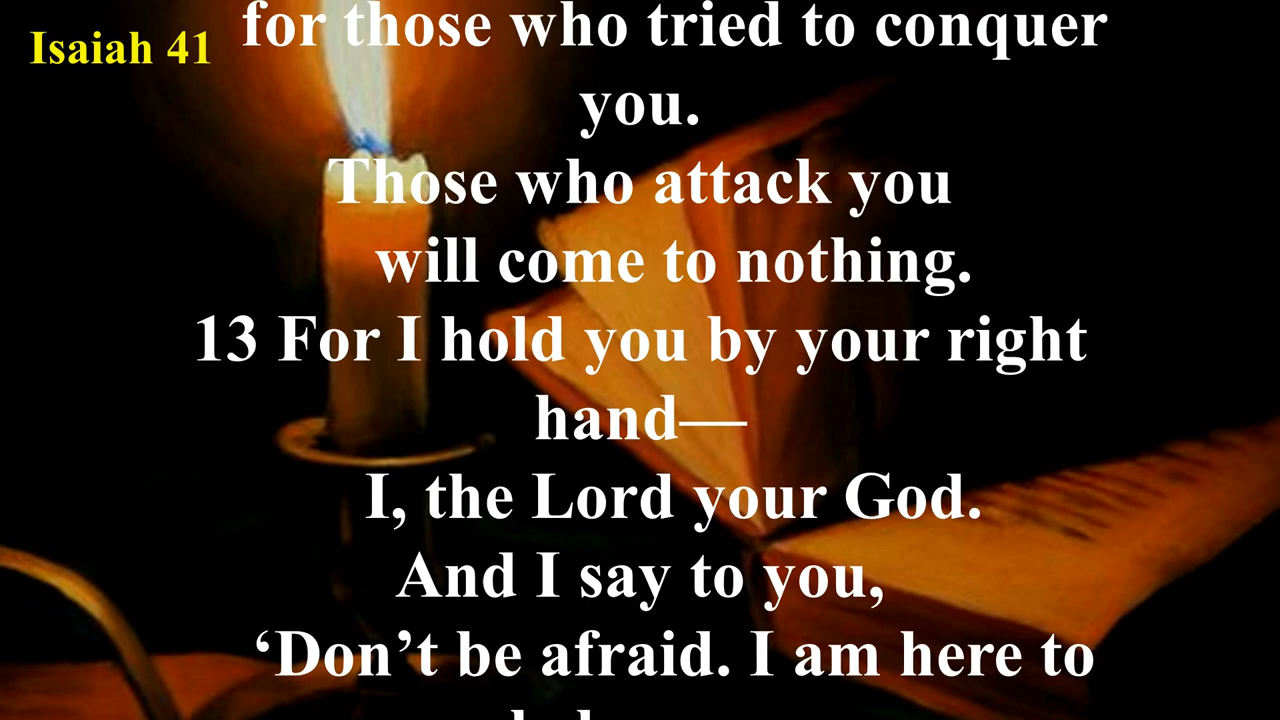 Isaiah 41
for those who tried to conquer
you.
Those who attack you
will come to nothing.
13 For I hold you by your right
hand—
I, the Lord your God.
And I say to you,
‘Don’t be afraid. I am here to